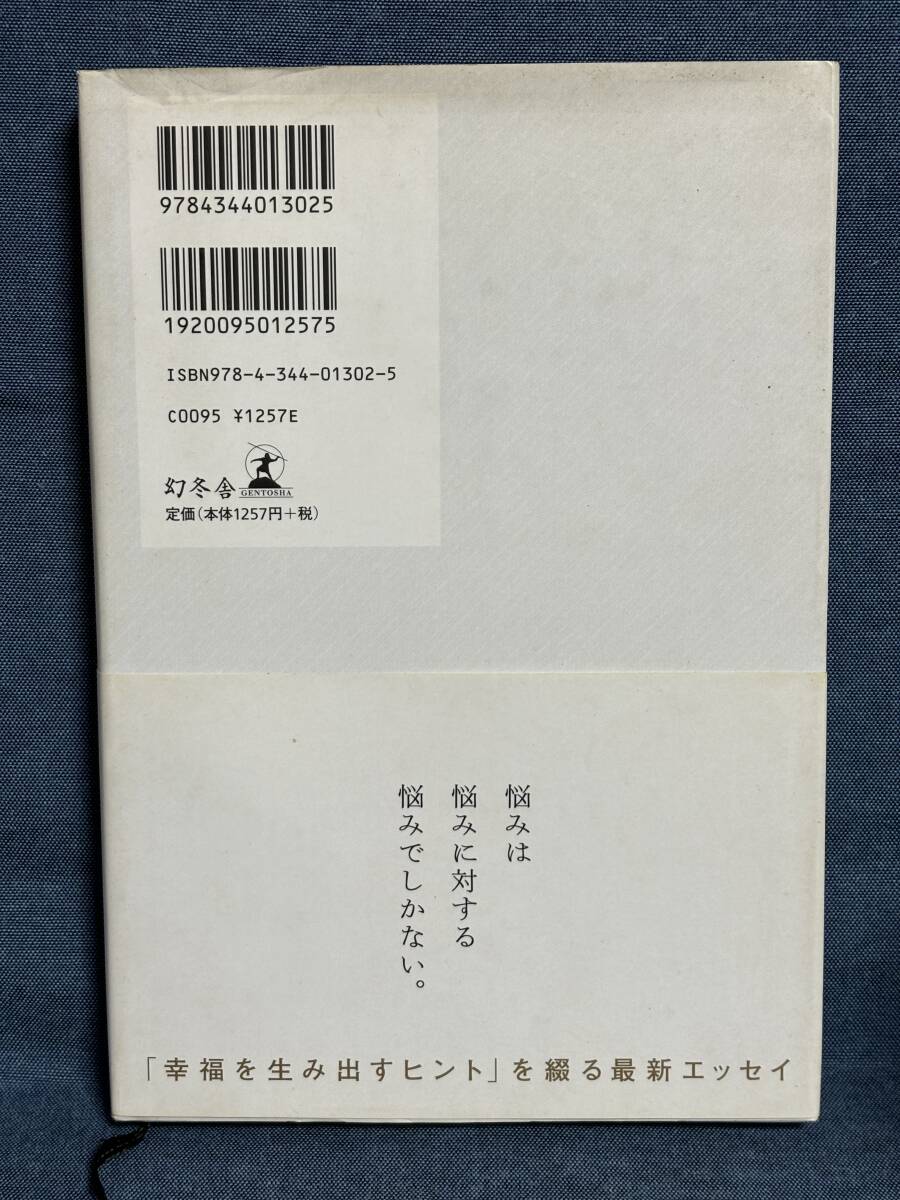 9784344013025
1920095012575
ISBN978-4-344-01302-5
C0095 ¥1257E
幻冬舎
GENTOSHA
定価(本体1257円+税)
悩みは
悩みに対する
悩みでしかない。
「幸福を生み出すヒント」を綴る最新エッセイ